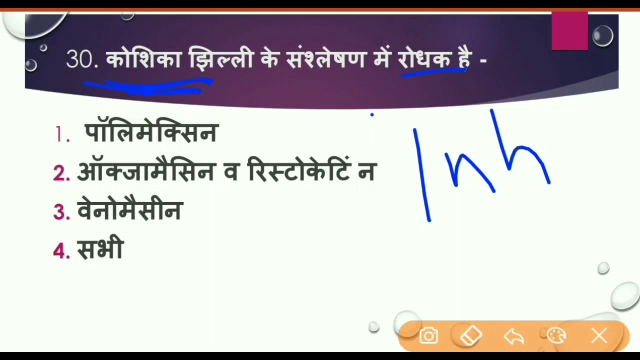 30. कोशिका झिल्ली के संश्लेषण में रोधक है -
1. पॉलिमेक्सिन
2. ऑक्जामैसिन व रिस्टोकेटिं न
3. वेनोमैसीन
4. सभी
Inh